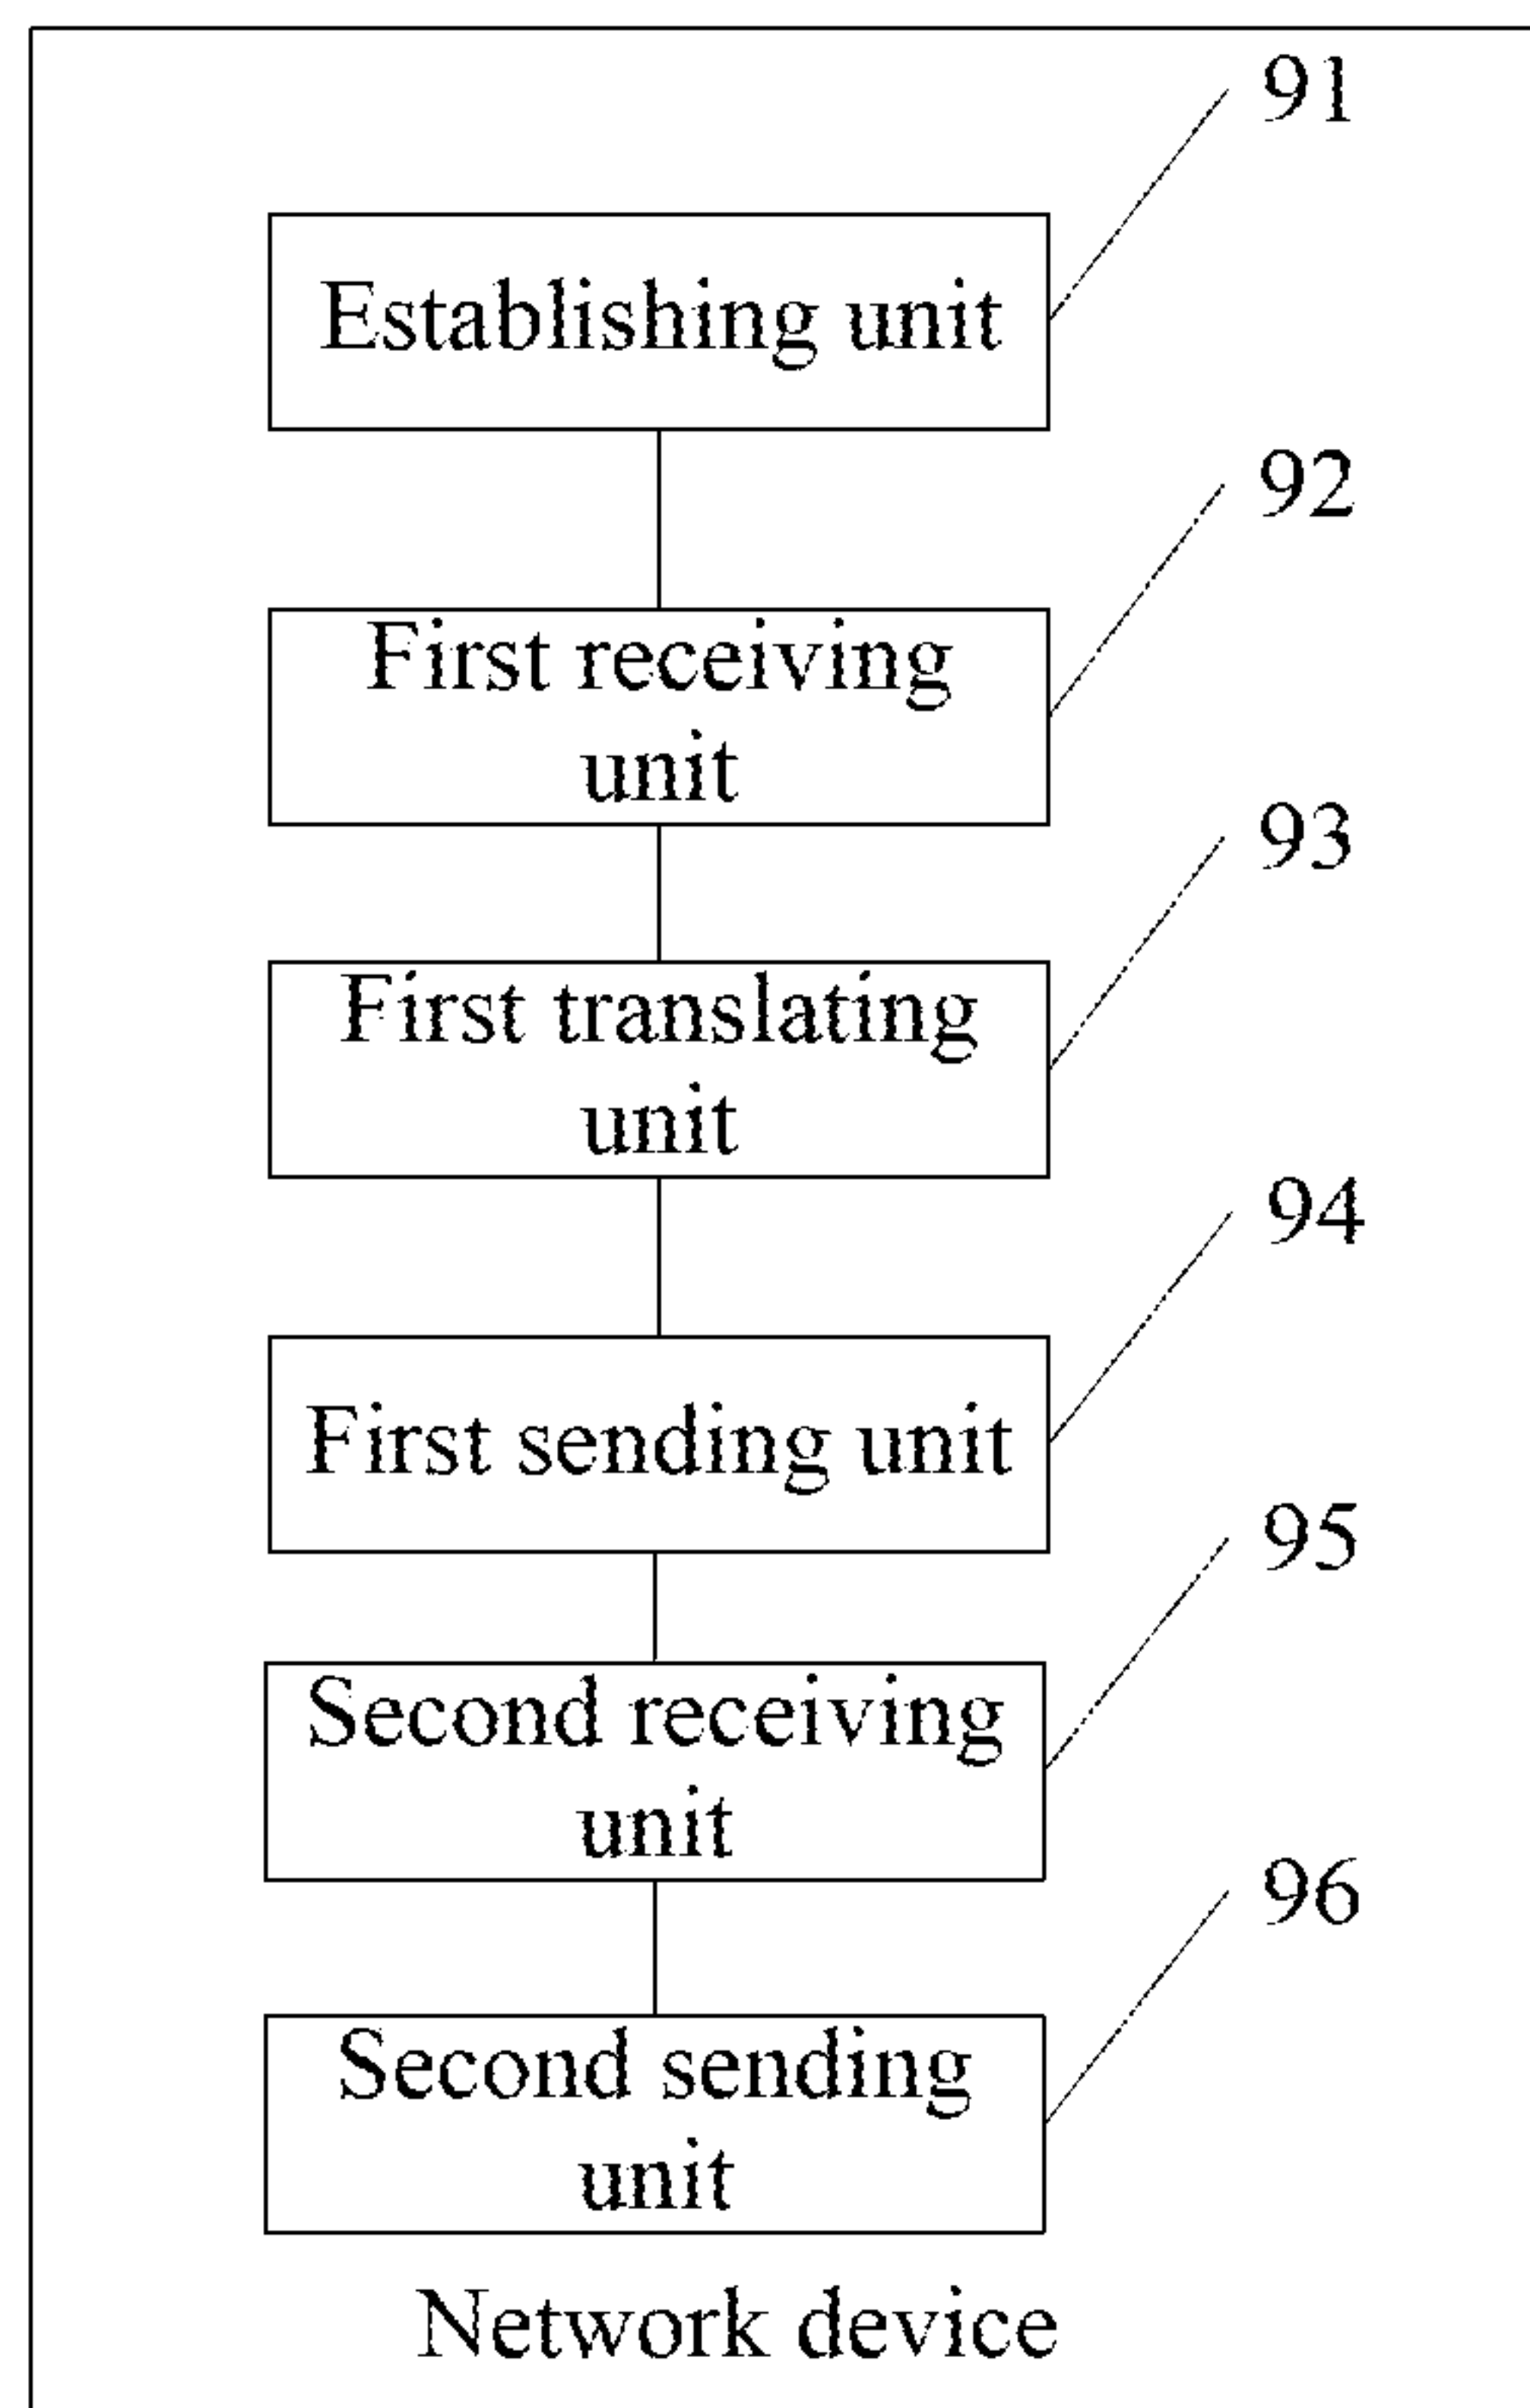 91
Establishing unit
92
First receiving
unit
93
First translating
unit
94
First sending unit
95
Second receiving
unit
96
Second sending
unit
Network device